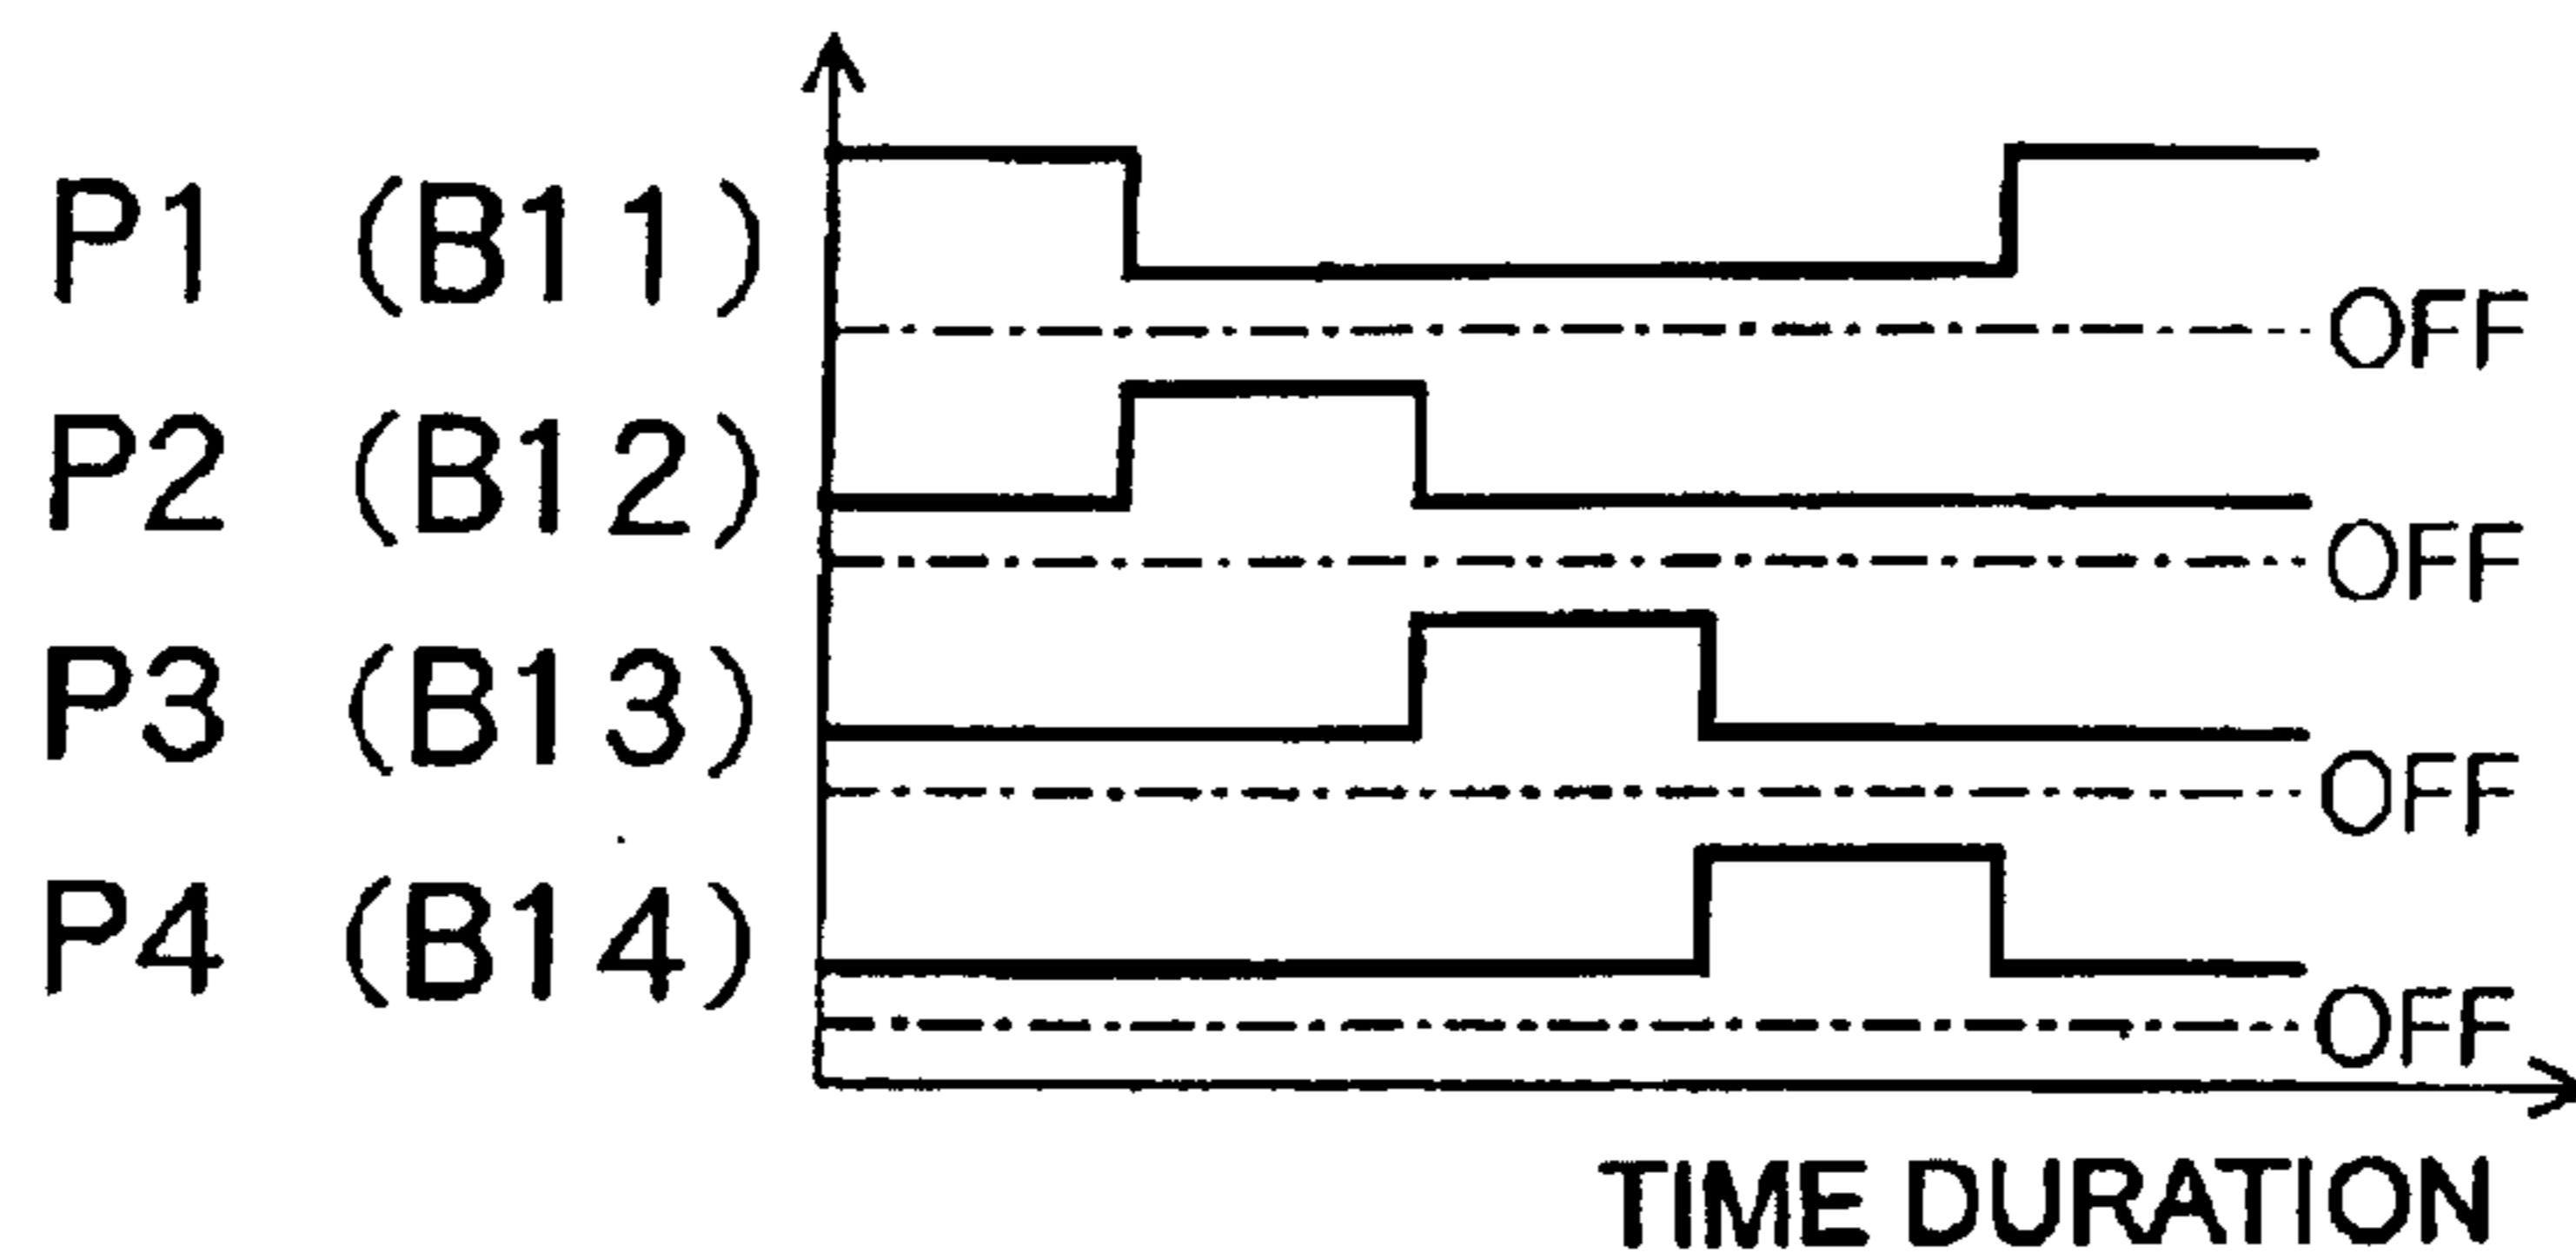 P1 (B11)
OFF
P2 (B12)
OFF
P3 (B13)
OFF
P4 (B14)
OFF
TIME DURATION